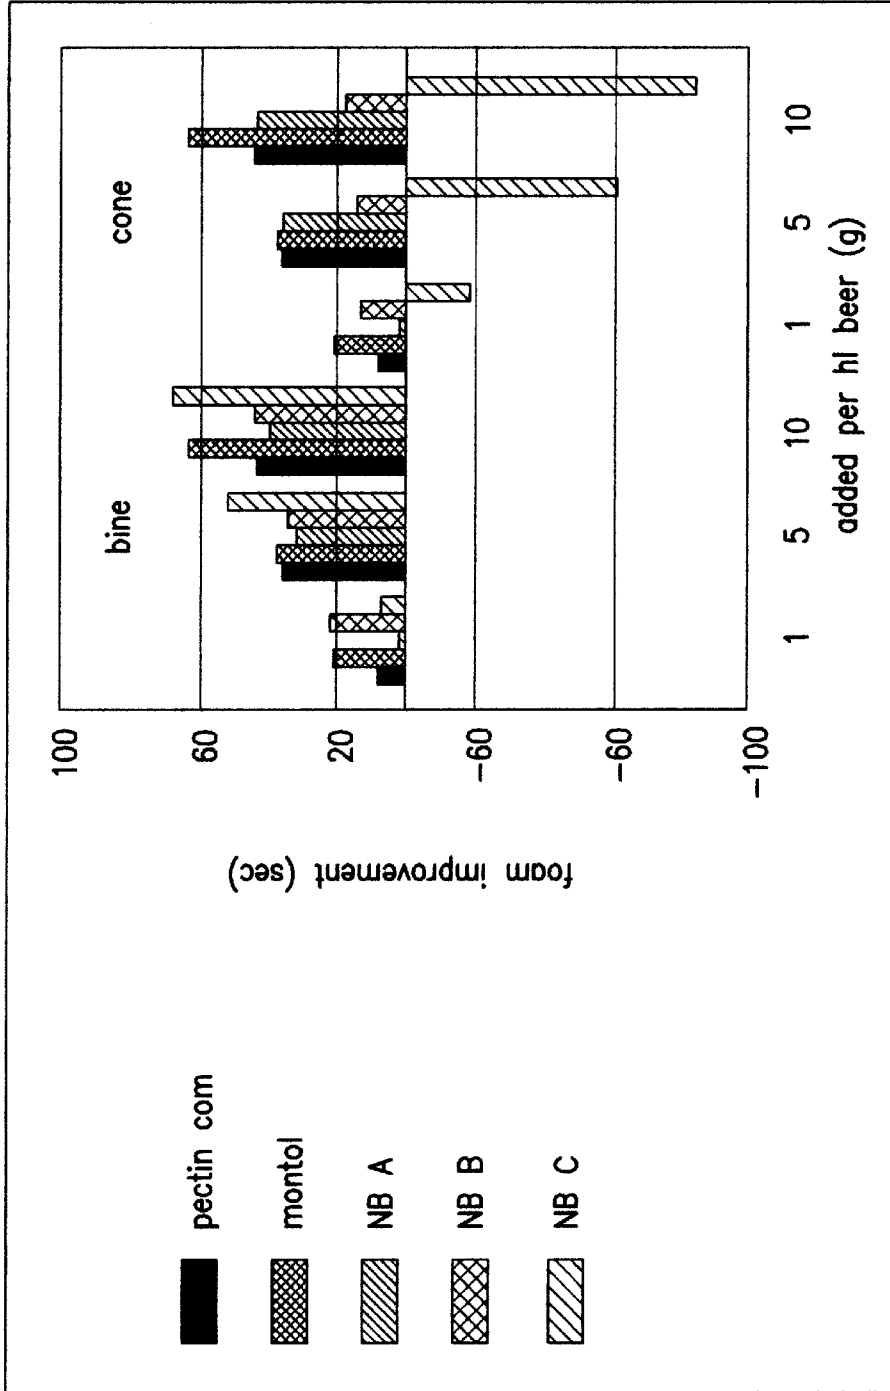 bine
cone
100
60
20
-60
-60
-100
1
5
10
1
5
10
added per hl beer (g)
foam improvement (sec)
pectin com
montol
NB A
NB B
NB C